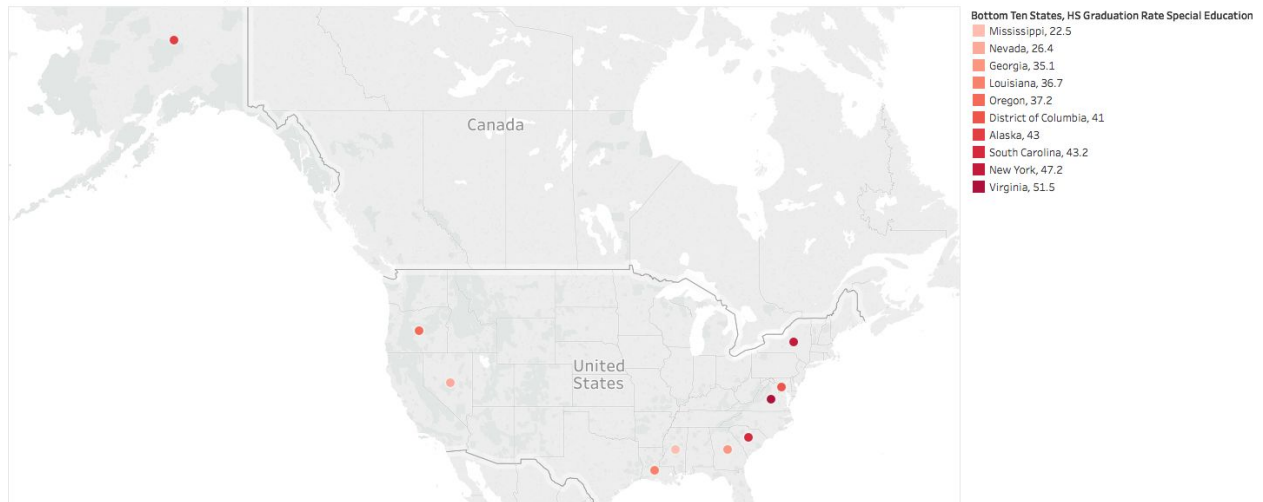 Canada
United
States
Bottom Ten States, HS Graduation Rate Special Education
Mississippi, 22.5
Nevada, 26.4
Georgia, 35.1
Louisiana, 36.7
Oregon, 37.2
District of Columbia, 41
Alaska, 43
South Carolina, 43.2
New York, 47.2
Virginia, 51.5